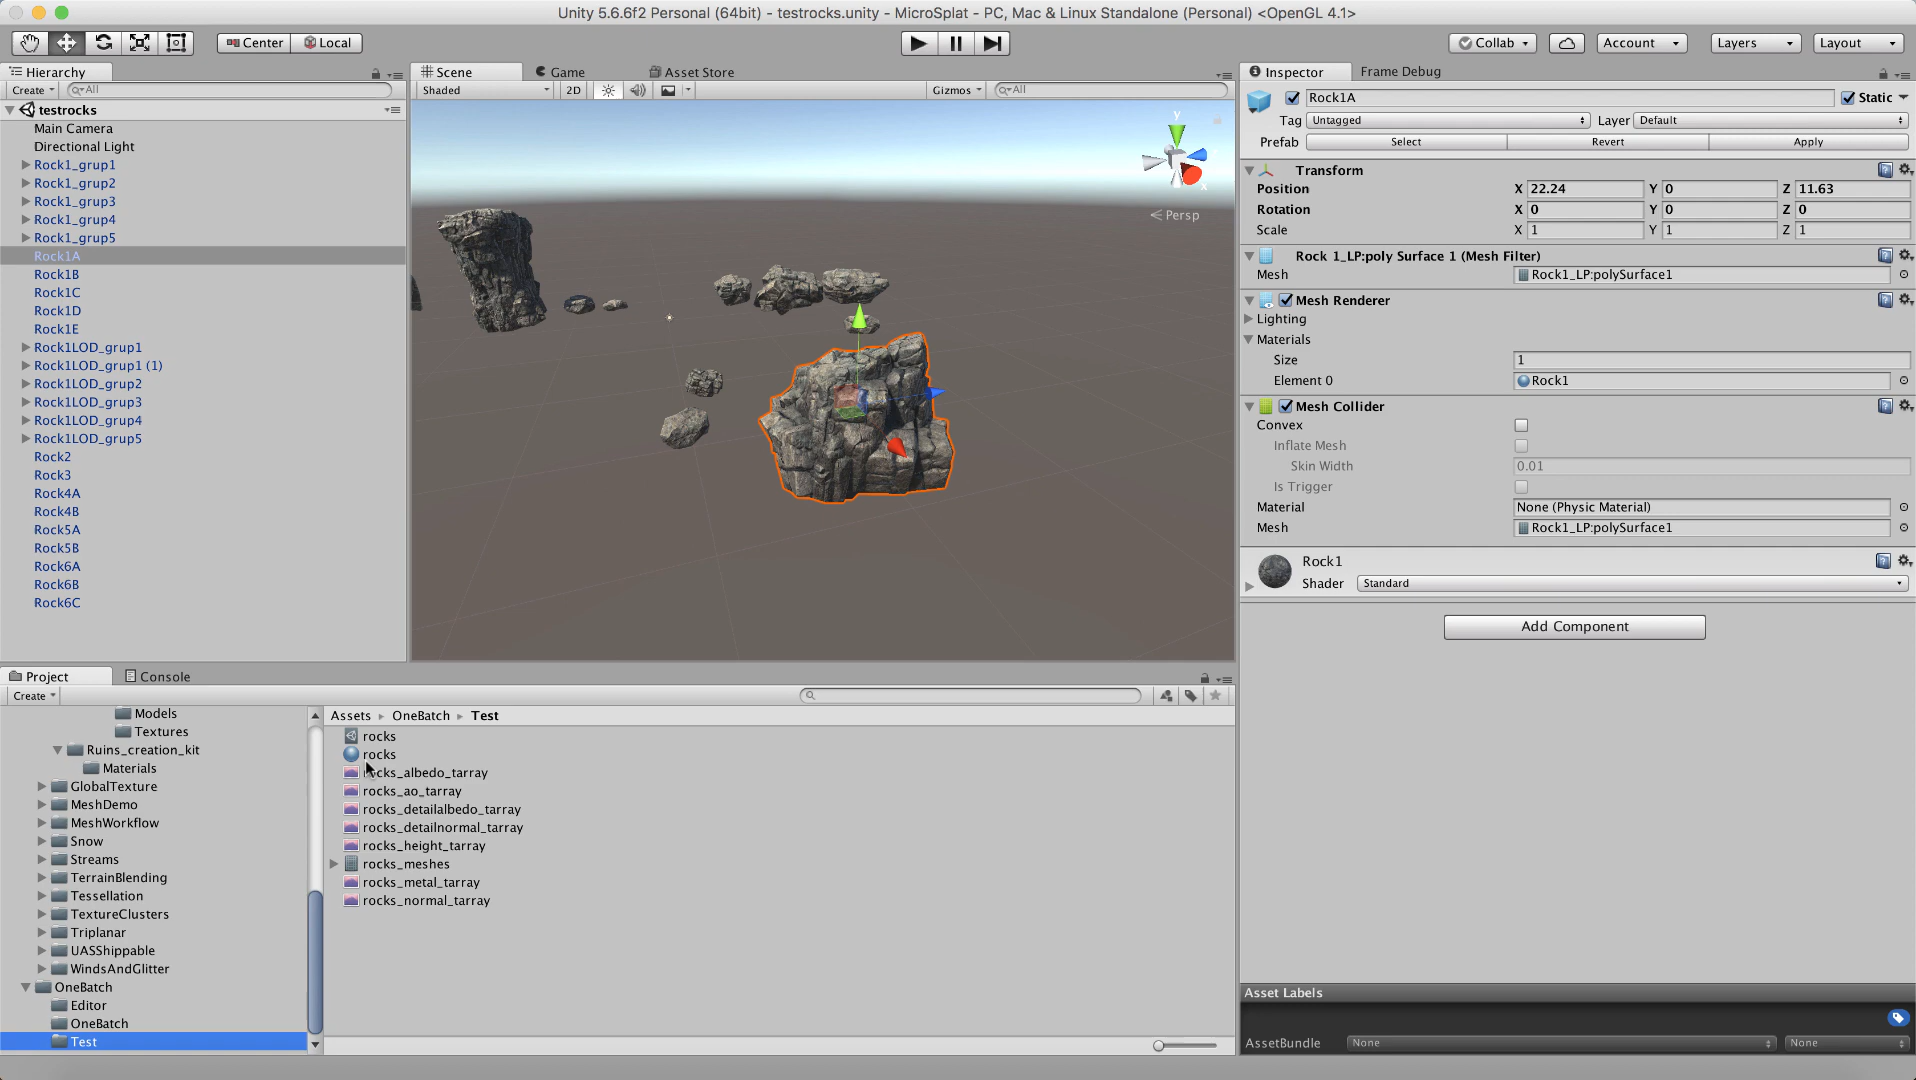 Unity 5.6.6f2 Personal (64bit) - testrocks.unity - MicroSplat - PC, Mac & Linux Standalone (Personal) <OpenGL 4.1>
Center Local Collab Account Layers Layout
Hierarchy
Create All
testrocks
Main Camera
Directional Light
Rock1_grup1
Rock1_grup2
Rock1_grup3
Rock1_grup4
Rock1_grup5
Rock1A
Rock1B
Rock1C
Rock1D
Rock1E
Rock1LOD_grup1
Rock1LOD_grup1 (1)
Rock1LOD_grup2
Rock1LOD_grup3
Rock1LOD_grup4
Rock1LOD_grup5
Rock2
Rock3
Rock4A
Rock4B
Rock5A
Rock5B
Rock6A
Rock6B
Rock6C
Scene Game Asset Store
Shaded 2D Gizmos All
y
x
Persp
Inspector Frame Debug
Rock1A Static
Tag Untagged Layer Default
Prefab Select Revert Apply
Transform
Position X 22.24 Y 0 Z 11.63
Rotation X 0 Y 0 Z 0
Scale X 1 Y 1 Z 1
Rock 1_LP:poly Surface 1 (Mesh Filter)
Mesh Rock1_LP:polySurface1
Mesh Renderer
Lighting
Materials
Size 1
Element 0 Rock1
Mesh Collider
Convex
Inflate Mesh
Skin Width 0.01
Is Trigger
Material None (Physic Material)
Mesh Rock1_LP:polySurface1
Rock1
Shader Standard
Add Component
Asset Labels
AssetBundle None None
Project Console
Create
Models
Textures
Ruins_creation_kit
Materials
GlobalTexture
MeshDemo
MeshWorkflow
Snow
Streams
TerrainBlending
Tessellation
TextureClusters
Triplanar
UASShippable
WindsAndGlitter
OneBatch
Editor
OneBatch
Test
Assets OneBatch Test
rocks
rocks
rocks_albedo_tarray
rocks_ao_tarray
rocks_detailalbedo_tarray
rocks_detailnormal_tarray
rocks_height_tarray
rocks_meshes
rocks_metal_tarray
rocks_normal_tarray